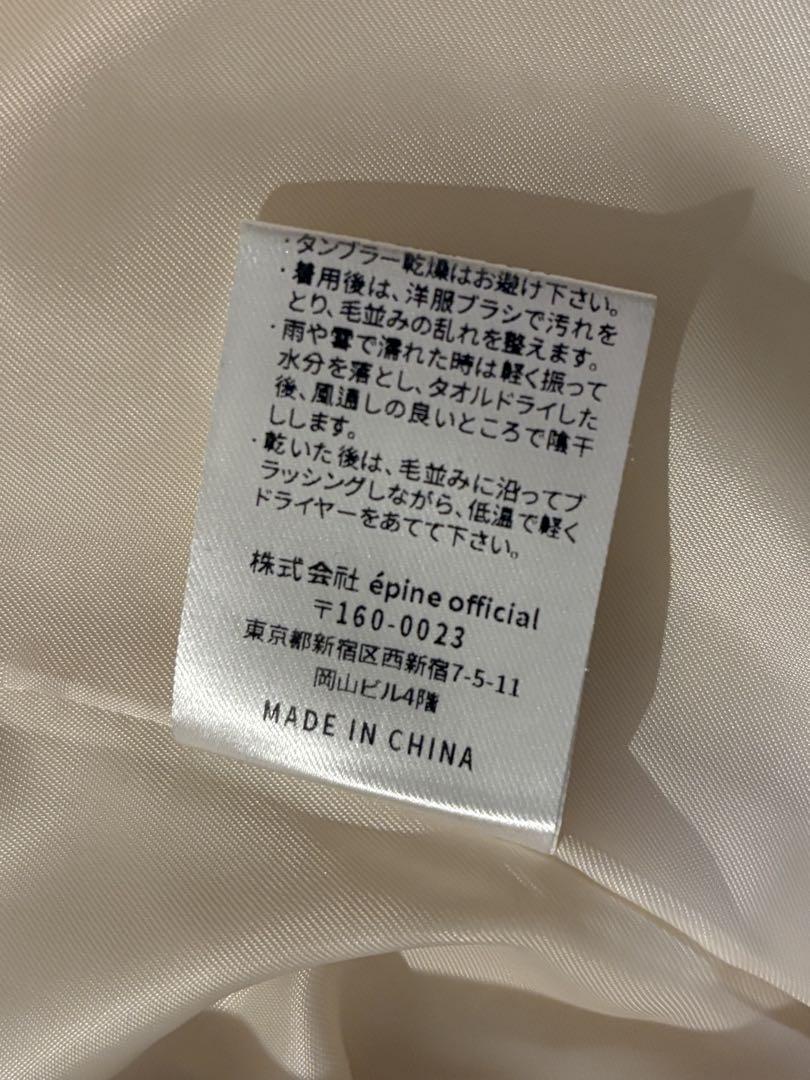 ・タンブラー乾燥はお避け下さい。
・着用後は、洋服ブラシで汚れを
とり、毛並みの乱れを整えます。
・雨や雪で濡れた時は軽く振って
水分を落とし、タオルドライした
後、風通しの良いところで陰干
しします。
・乾いた後は、毛並みに沿ってブ
ラッシングしながら、低温で軽く
ドライヤーをあてて下さい。
株式会社 épine official
〒160-0023
東京都新宿区西新宿7-5-11
岡山ビル4階
MADE IN CHINA